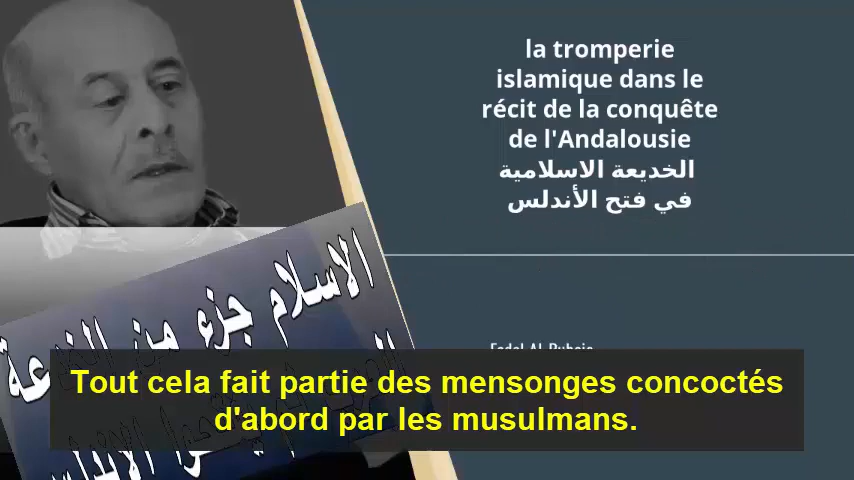 la tromperie
islamique dans le
récit de la conquête
de l'Andalousie
الخديعة الاسلامية
في فتح الأندلس
الاسلام جزء من
Tout cela fait partie des mensonges concoctés
d'abord par les musulmans.